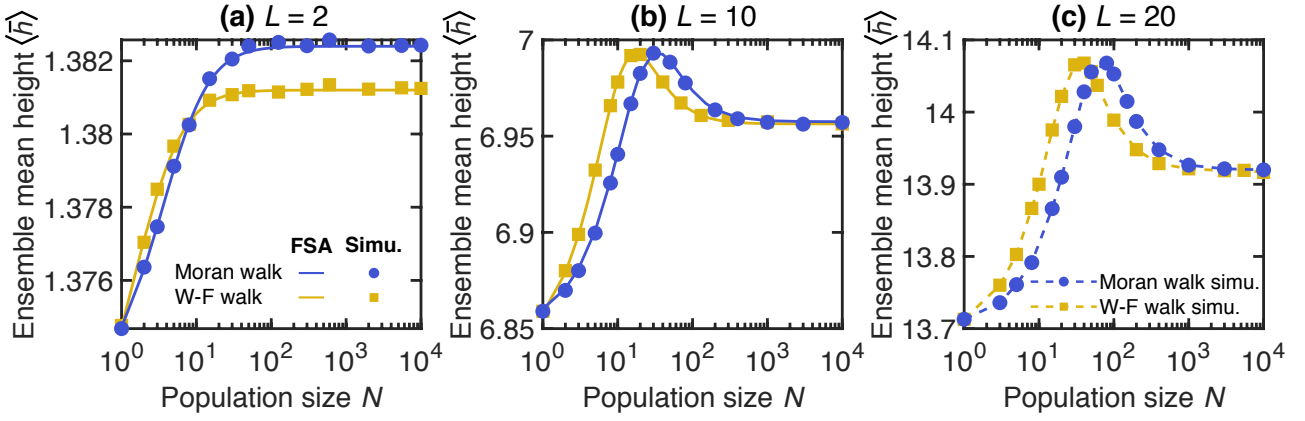 (a) L = 2
Ensemble mean height ⟨h̄⟩
1.382
1.38
1.378
1.376
FSA Simu.
Moran walk
W-F walk
10^0 10^1 10^2 10^3 10^4
Population size N
(b) L = 10
Ensemble mean height ⟨h̄⟩
7
6.95
6.9
6.85
10^0 10^1 10^2 10^3 10^4
Population size N
(c) L = 20
Ensemble mean height ⟨h̄⟩
14.1
14
13.9
13.8
13.7
Moran walk simu.
W-F walk simu.
10^0 10^1 10^2 10^3 10^4
Population size N